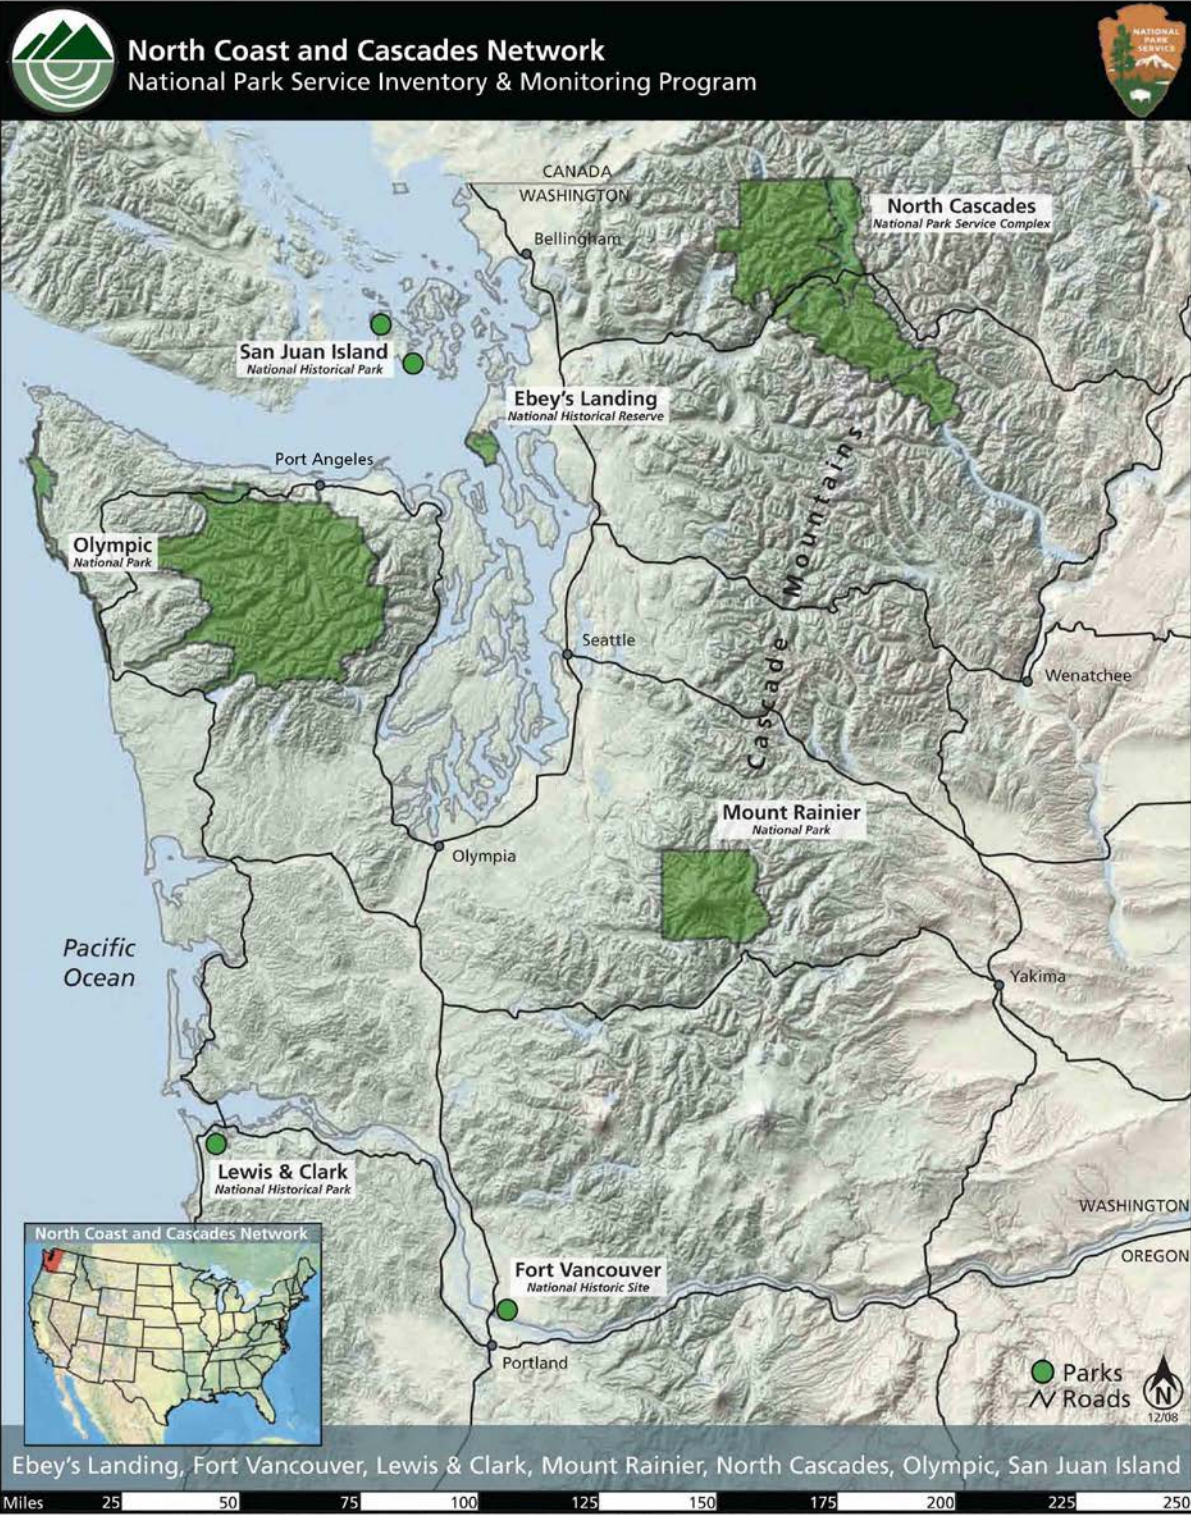 North Coast and Cascades Network
National Park Service Inventory & Monitoring Program
NATIONAL
PARK
SERVICE
CANADA
WASHINGTON
North Cascades
National Park Service Complex
Bellingham
San Juan Island
National Historical Park
Ebey's Landing
National Historical Reserve
Port Angeles
Cascade Mountains
Olympic
National Park
Seattle
Wenatchee
Mount Rainier
National Park
Olympia
Pacific
Ocean
Yakima
Lewis & Clark
National Historical Park
WASHINGTON
OREGON
North Coast and Cascades Network
Fort Vancouver
National Historic Site
Portland
Parks
Roads
N
12/08
Ebey's Landing, Fort Vancouver, Lewis & Clark, Mount Rainier, North Cascades, Olympic, San Juan Island
Miles 25 50 75 100 125 150 175 200 225 250